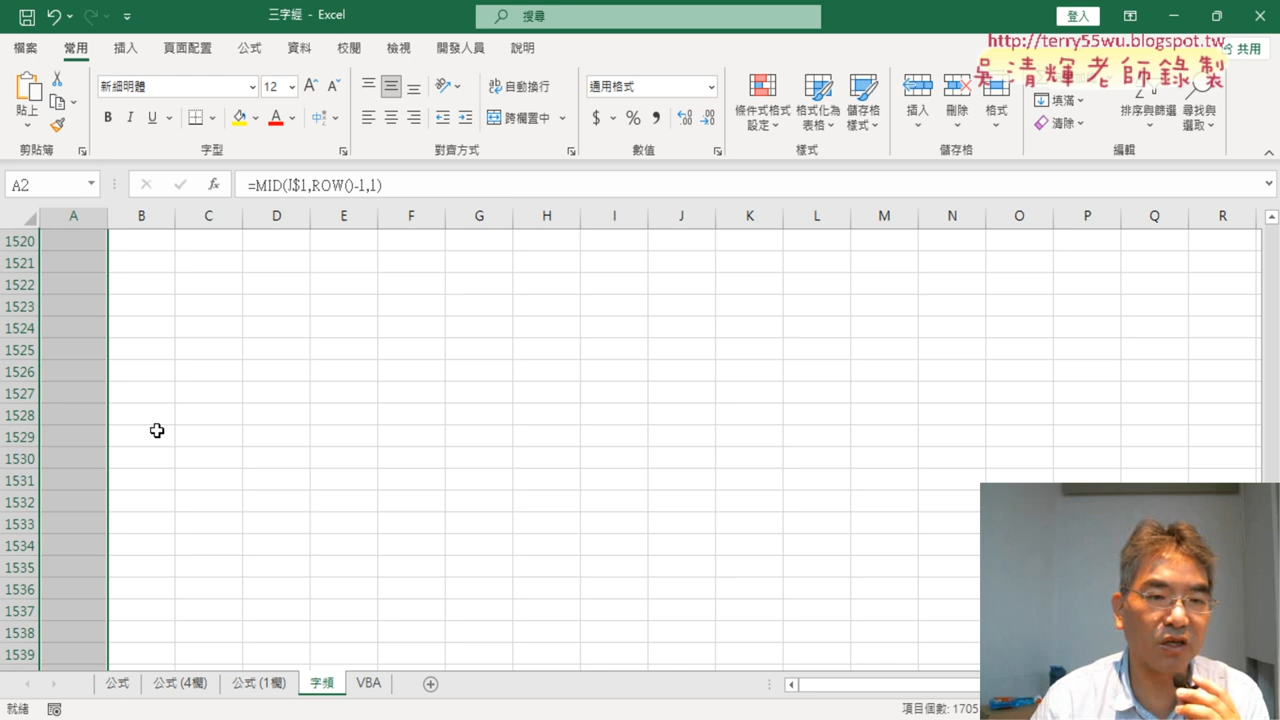 三字經 - Excel
搜尋
登入
檔案 常用 插入 頁面配置 公式 資料 校閱 檢視 開發人員 說明
http://terry55wu.blogspot.tw
共用
吳清輝老師錄製
貼上
新細明體 12
B I U
中
自動換行
跨欄置中
通用格式
$ %
條件式格式設定
格式化為表格
儲存格樣式
插入
刪除
格式
填滿
清除
排序與篩選
尋找與選取
剪貼簿 字型 對齊方式 數值 樣式 儲存格 編輯
A2 fx =MID(J$1,ROW()-1,1)
A B C D E F G H I J K L M N O P Q R
1520
1521
1522
1523
1524
1525
1526
1527
1528
1529
1530
1531
1532
1533
1534
1535
1536
1537
1538
1539
公式 公式 (4欄) 公式 (1欄) 字頻 VBA
就緒
項目個數: 1705